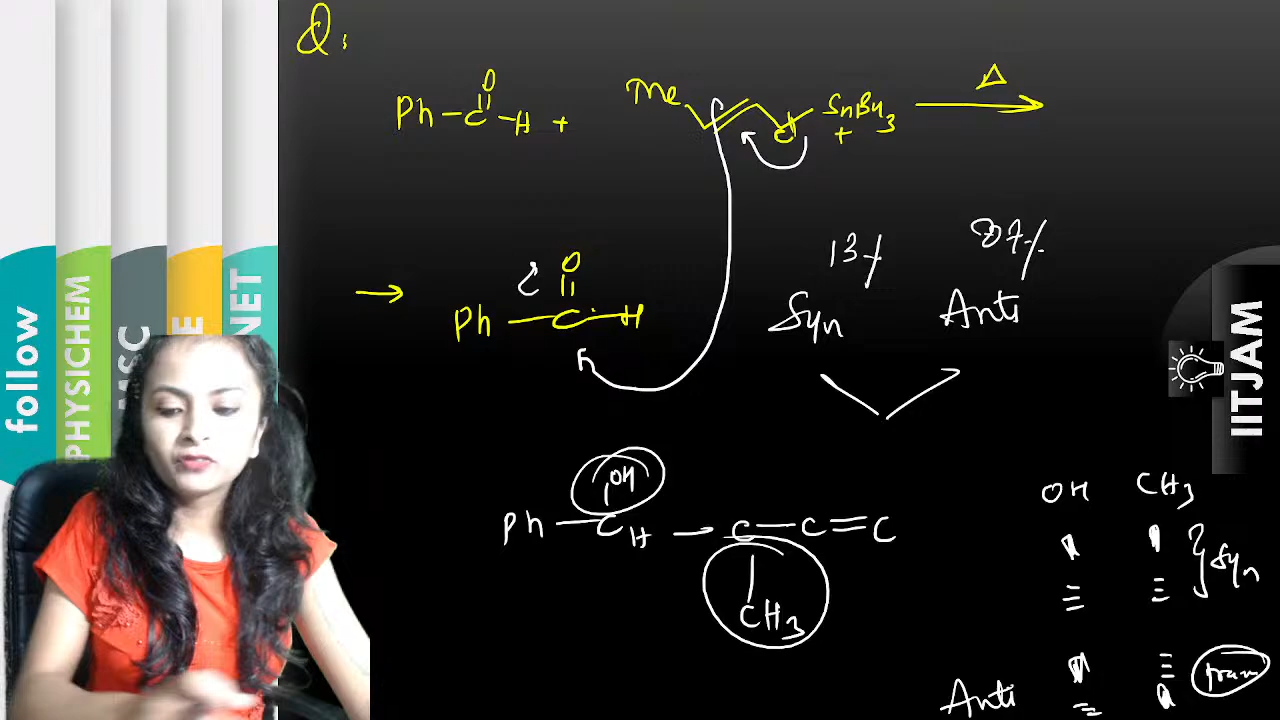 Q:
Ph-C-H +
O
Me
SnBu3
+
Δ
13%
87%
Syn
Anti
O
Ph
C
H
OH
Ph-CH-C-C=C
CH3
OH CH3
Syn
Anti
follow
PHYSICHEM
MSC
NET
IITJAM